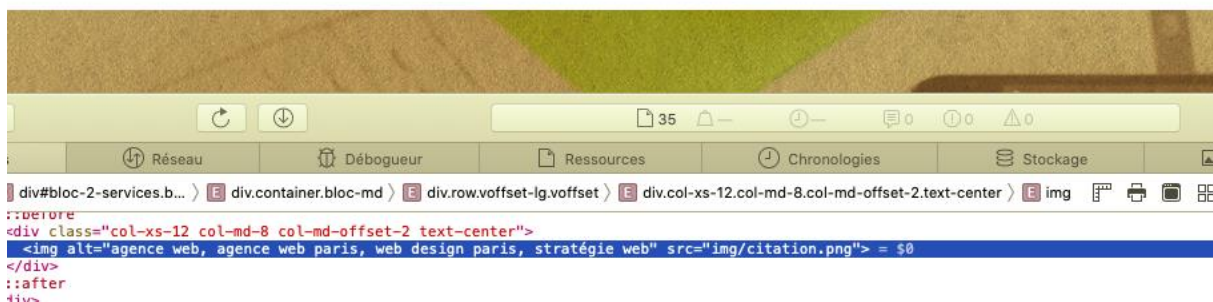 35 — — 0 0 0
s Réseau Débogueur Ressources Chronologies Stockage
E div#bloc-2-services.b... 〉 E div.container.bloc-md 〉 E div.row.voffset-lg.voffset 〉 E div.col-xs-12.col-md-8.col-md-offset-2.text-center 〉 E img
::before
<div class="col-xs-12 col-md-8 col-md-offset-2 text-center">
<img alt="agence web, agence web paris, web design paris, stratégie web" src="img/citation.png"> = $0
</div>
::after
div>